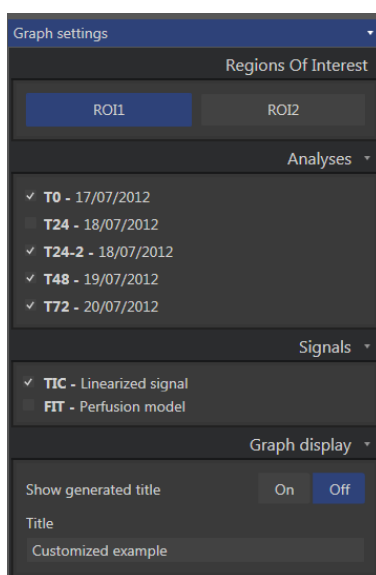 Graph settings
Regions Of Interest
ROI1 ROI2
Analyses
T0 - 17/07/2012
T24 - 18/07/2012
T24-2 - 18/07/2012
T48 - 19/07/2012
T72 - 20/07/2012
Signals
TIC - Linearized signal
FIT - Perfusion model
Graph display
Show generated title On Off
Title
Customized example